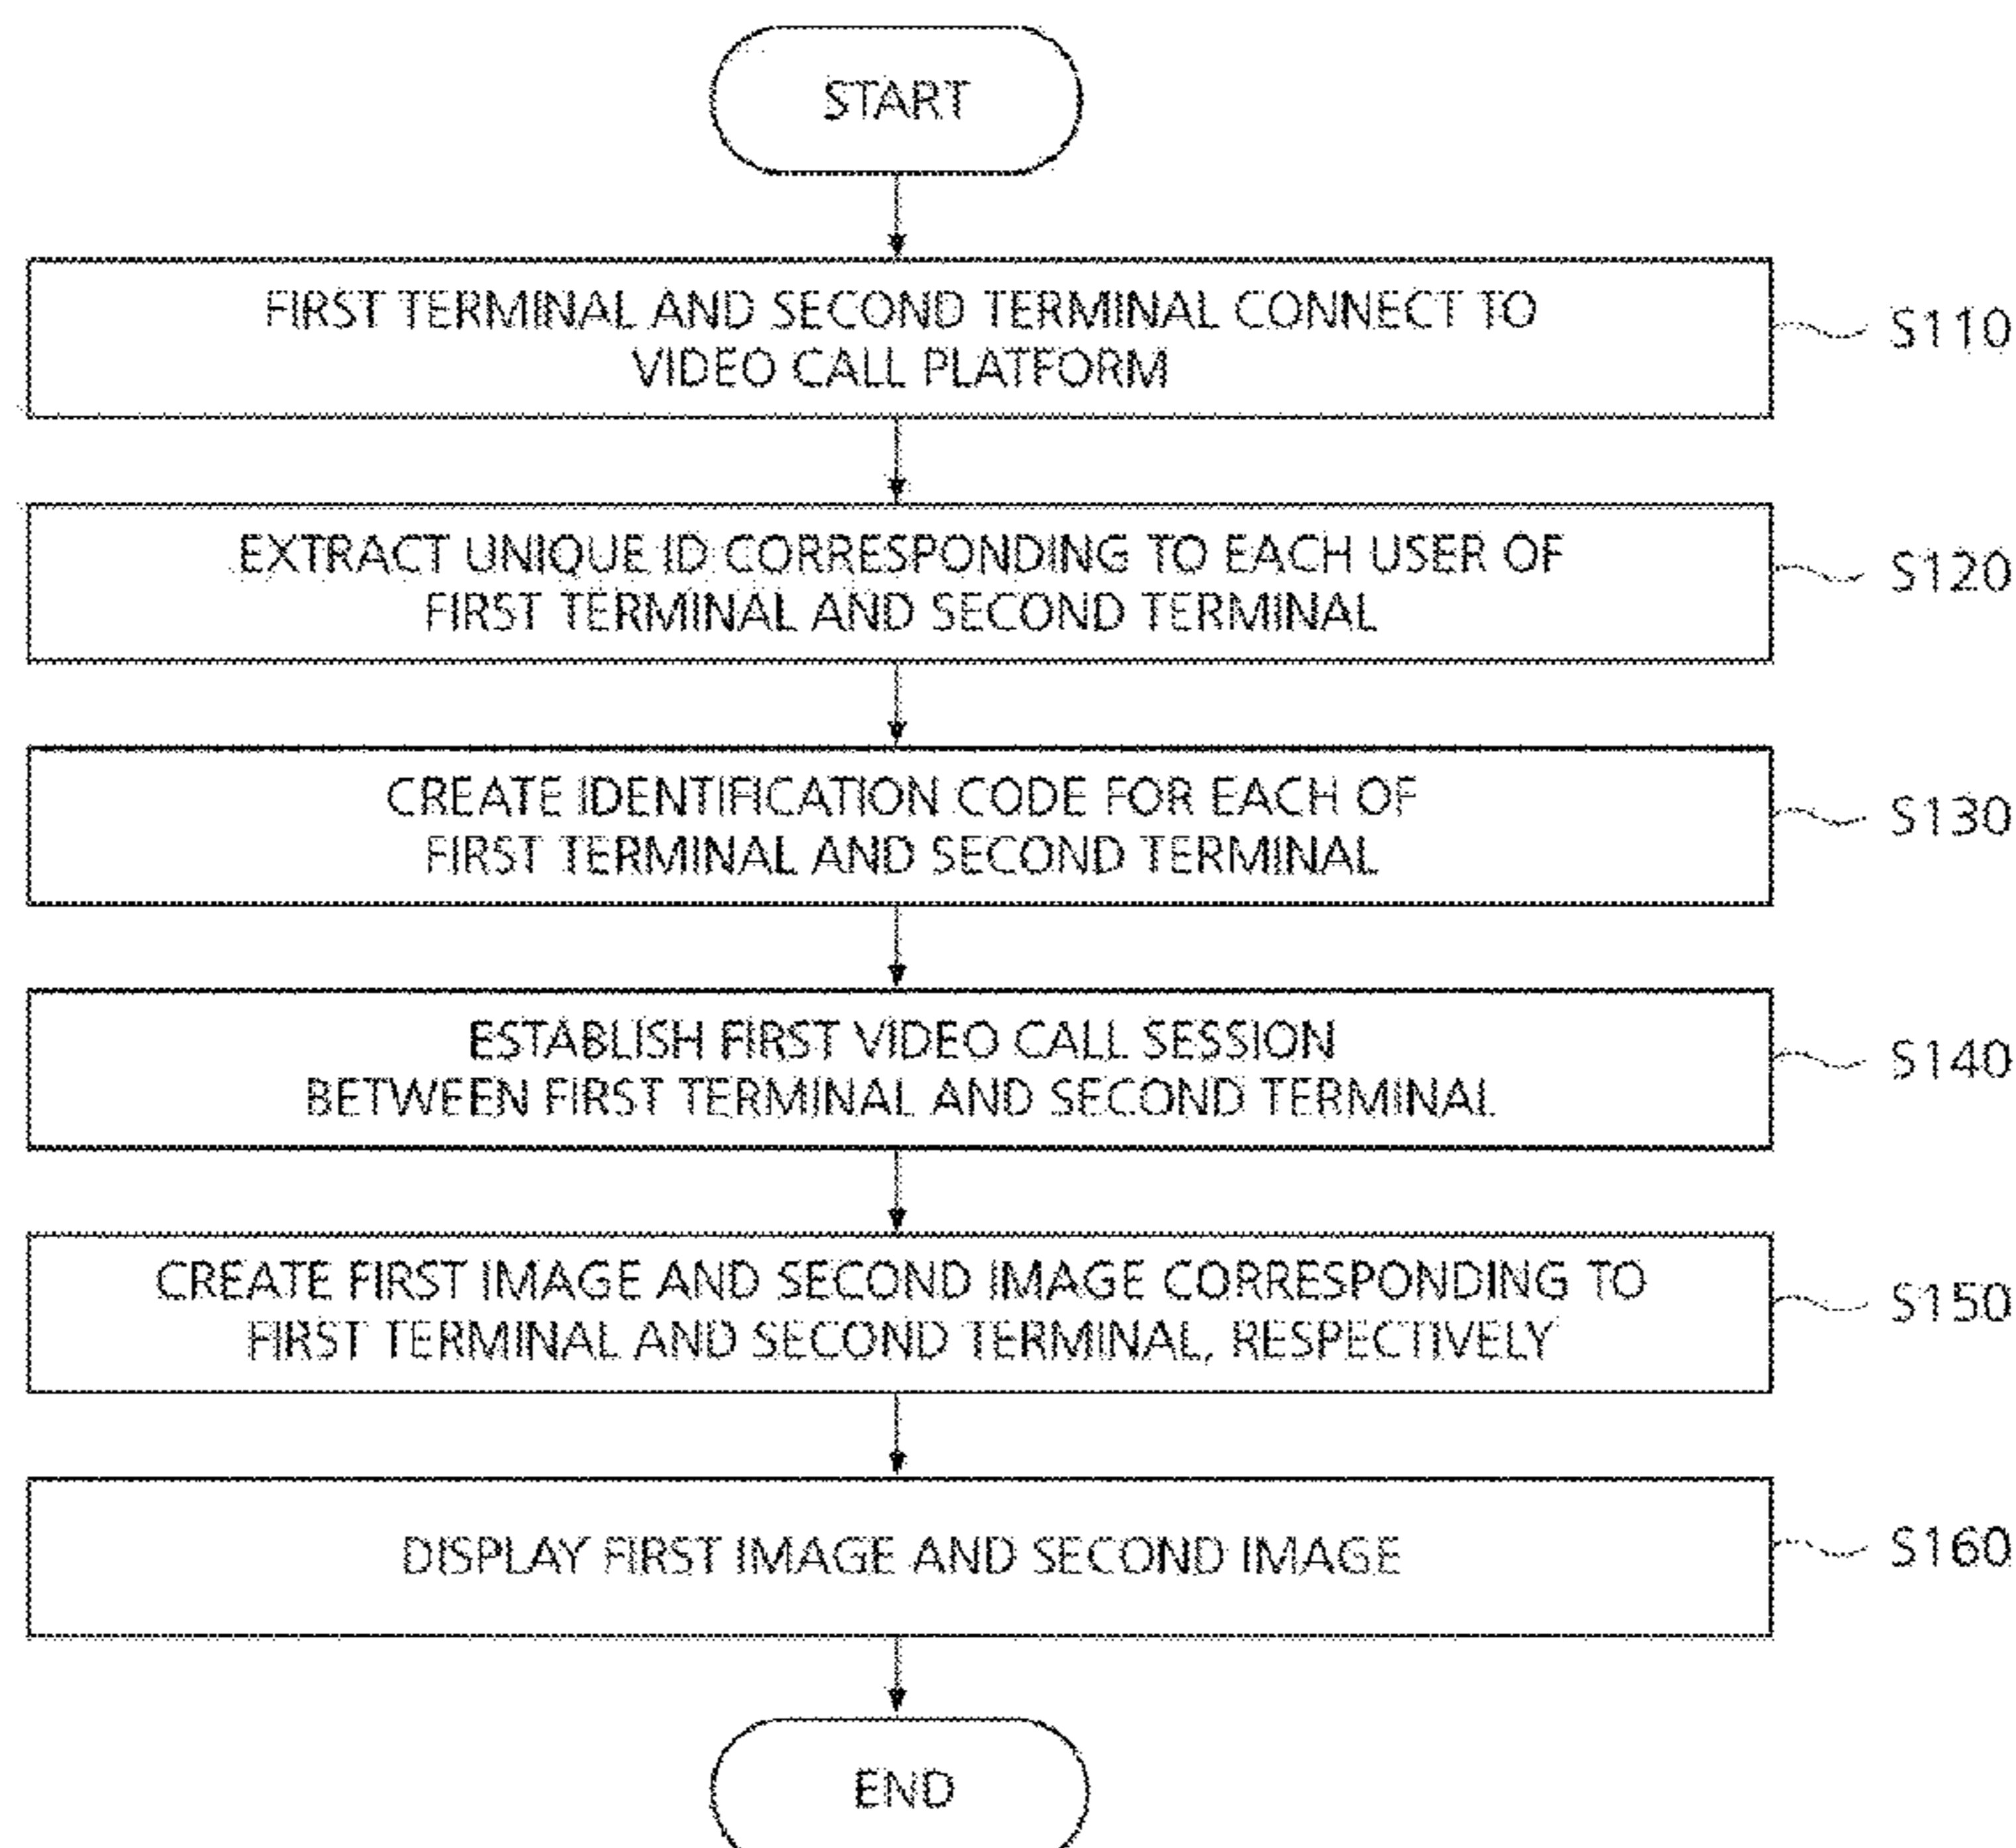 START
FIRST TERMINAL AND SECOND TERMINAL CONNECT TO
VIDEO CALL PLATFORM
S110
EXTRACT UNIQUE ID CORRESPONDING TO EACH USER OF
FIRST TERMINAL AND SECOND TERMINAL
S120
CREATE IDENTIFICATION CODE FOR EACH OF
FIRST TERMINAL AND SECOND TERMINAL
S130
ESTABLISH FIRST VIDEO CALL SESSION
BETWEEN FIRST TERMINAL AND SECOND TERMINAL
S140
CREATE FIRST IMAGE AND SECOND IMAGE CORRESPONDING TO
FIRST TERMINAL AND SECOND TERMINAL, RESPECTIVELY
S150
DISPLAY FIRST IMAGE AND SECOND IMAGE
S160
END